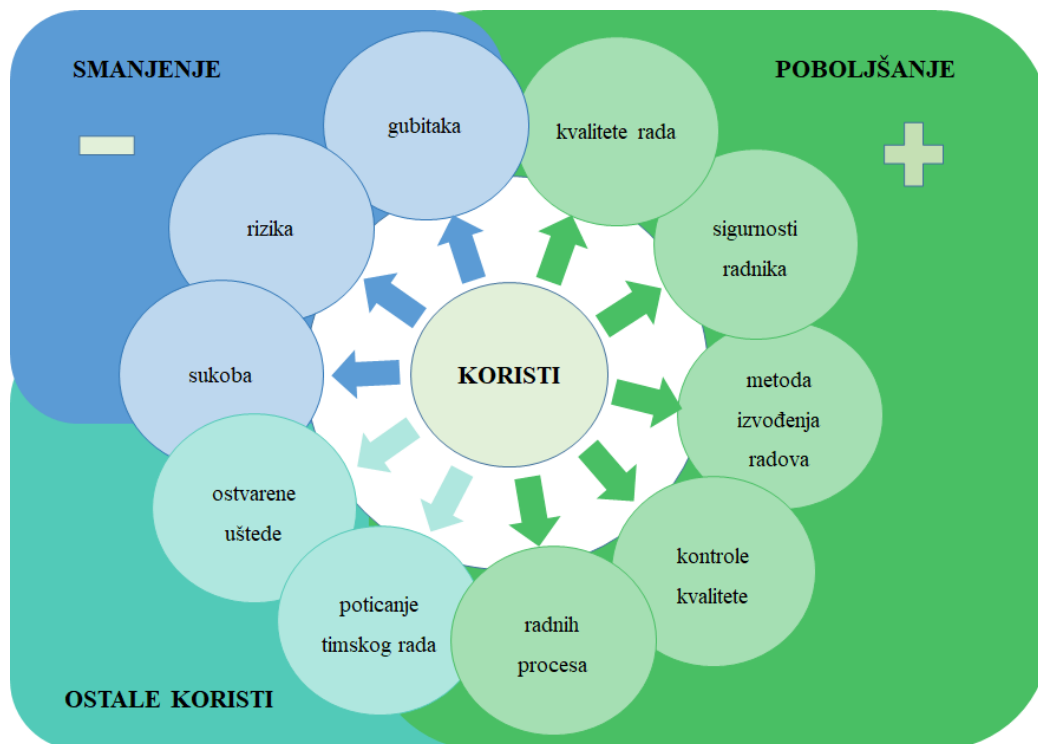 SMANJENJE
POBOLJŠANJE
gubitaka
kvalitete rada
rizika
sigurnosti
radnika
sukoba
KORISTI
metoda
izvođenja
radova
ostvarene
uštede
kontrole
kvalitete
poticanje
timskog rada
radnih
procesa
OSTALE KORISTI